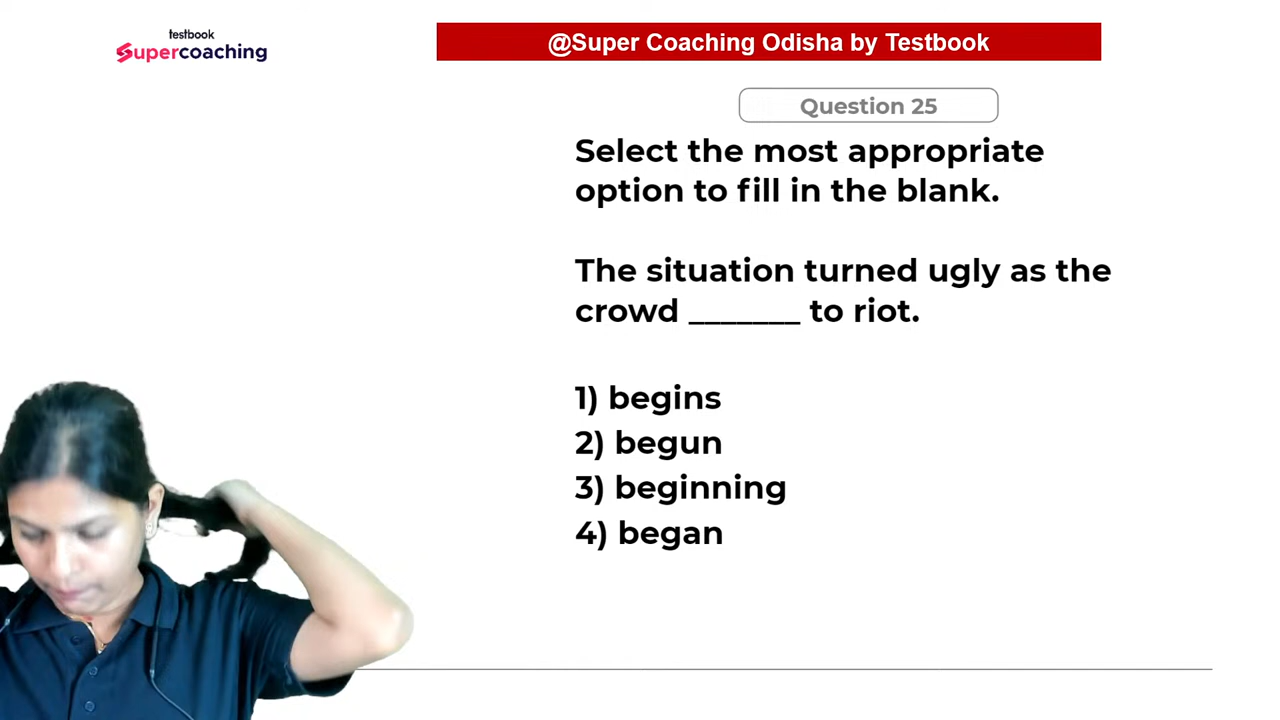 testbook
Supercoaching
@Super Coaching Odisha by Testbook
Question 25
Select the most appropriate
option to fill in the blank.
The situation turned ugly as the
crowd _______ to riot.
1) begins
2) begun
3) beginning
4) began